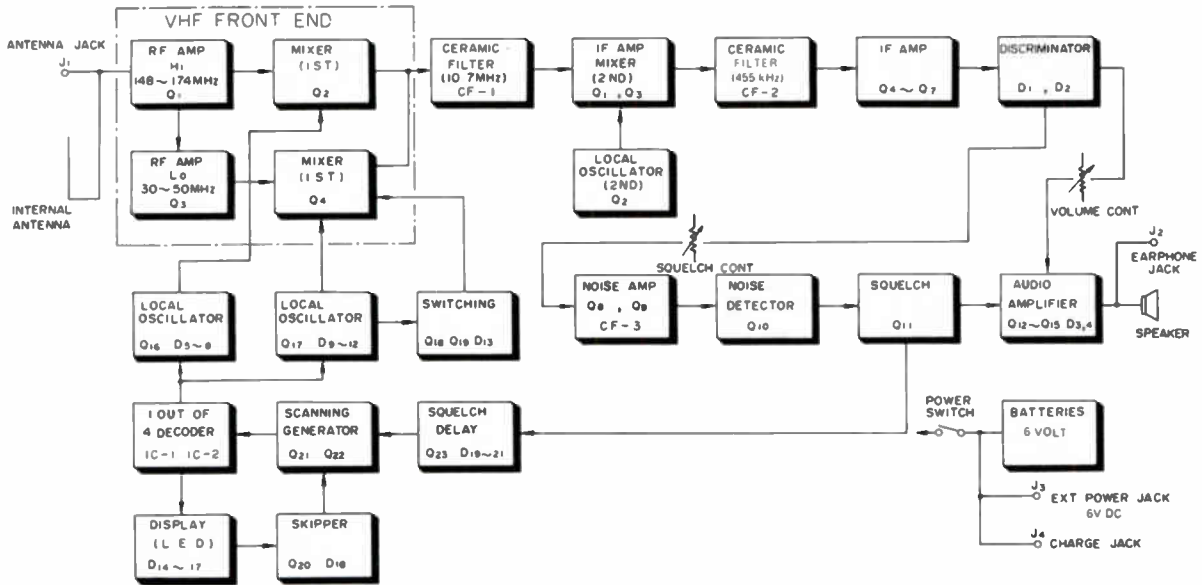 VHF FRONT END
ANTENNA JACK
J1
RF AMP
Hi
148~174MHz
Q1
MIXER
(1ST)
Q2
CERAMIC
FILTER
(10.7MHz)
CF-1
IF AMP
MIXER
(2ND)
Q1 , Q3
CERAMIC
FILTER
(455 kHz)
CF-2
IF AMP
Q4~Q7
DISCRIMINATOR
D1 , D2
RF AMP
Lo
30~50MHz
Q3
MIXER
(1ST)
Q4
LOCAL
OSCILLATOR
(2ND)
Q2
INTERNAL
ANTENNA
VOLUME CONT
SQUELCH CONT
J2
EARPHONE
JACK
LOCAL
OSCILLATOR
Q16 D5~8
LOCAL
OSCILLATOR
Q17 D9~12
SWITCHING
Q18 Q19 D13
NOISE AMP
Q8 , Q9
CF-3
NOISE
DETECTOR
Q10
SQUELCH
Q11
AUDIO
AMPLIFIER
Q12~Q15 D3,4
SPEAKER
1 OUT OF
4 DECODER
IC-1 IC-2
SCANNING
GENERATOR
Q21 Q22
SQUELCH
DELAY
Q23 D19~21
POWER
SWITCH
BATTERIES
6 VOLT
J3
EXT POWER JACK
6V DC
J4
CHARGE JACK
DISPLAY
(LED)
D14~17
SKIPPER
Q20 D18